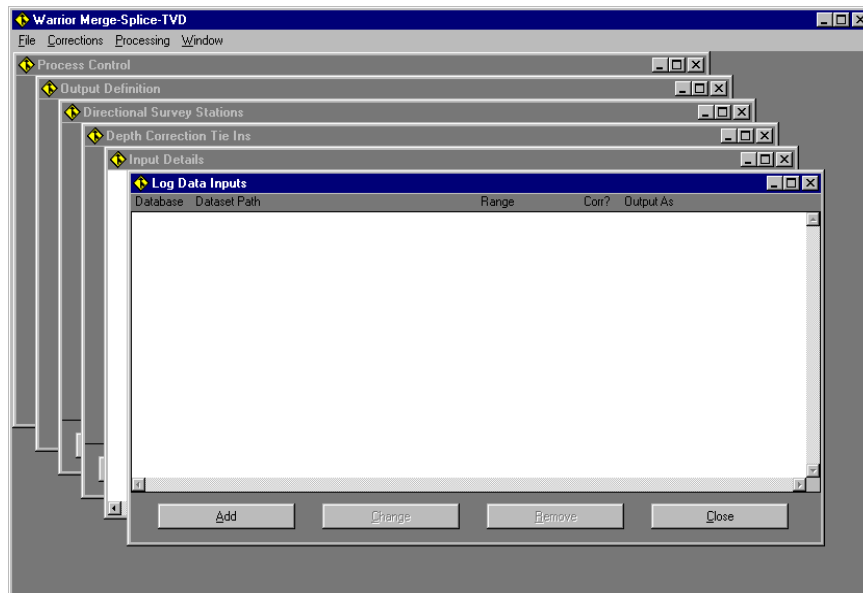 Warrior Merge-Splice-TVD
File Corrections Processing Window
Process Control
Output Definition
Directional Survey Stations
Depth Correction Tie Ins
Input Details
Log Data Inputs
Database Dataset Path Range Corr? Output As
Add Change Remove Close